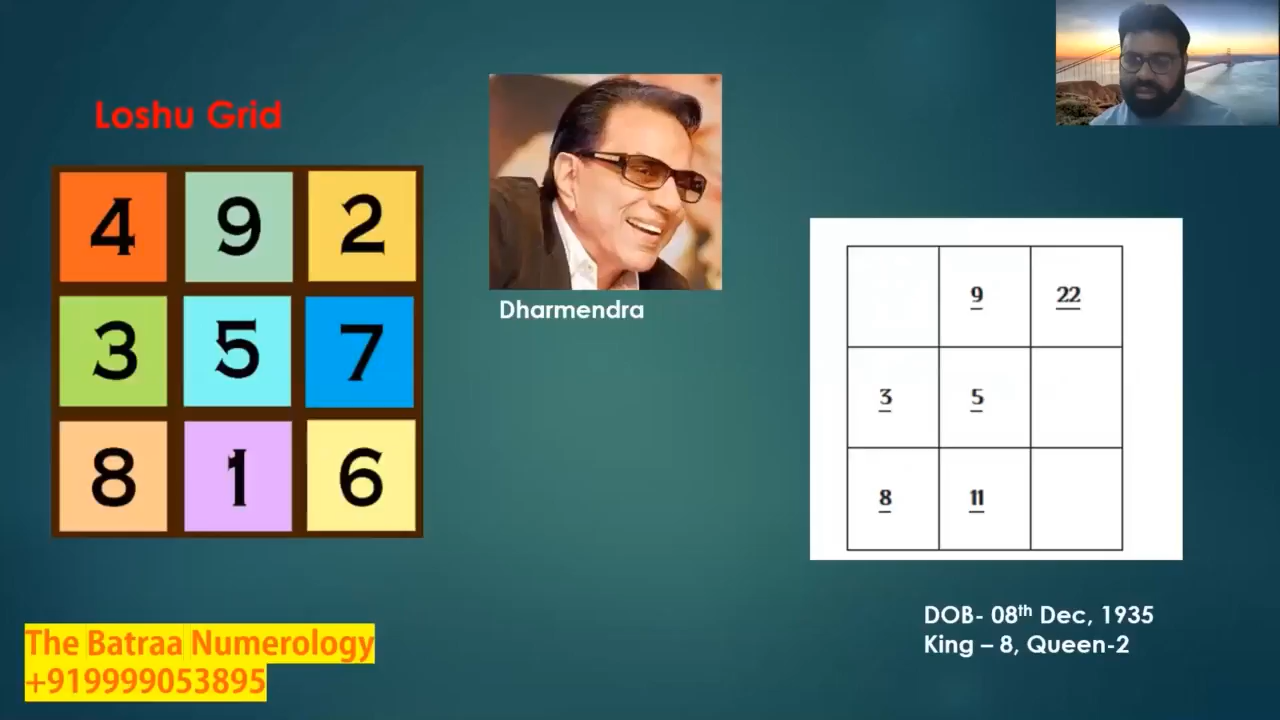 Loshu Grid
4 9 2
3 5 7
8 1 6
Dharmendra
9 22
3 5
8 11
DOB- 08th Dec, 1935
King – 8, Queen-2
The Batraa Numerology
+919999053895